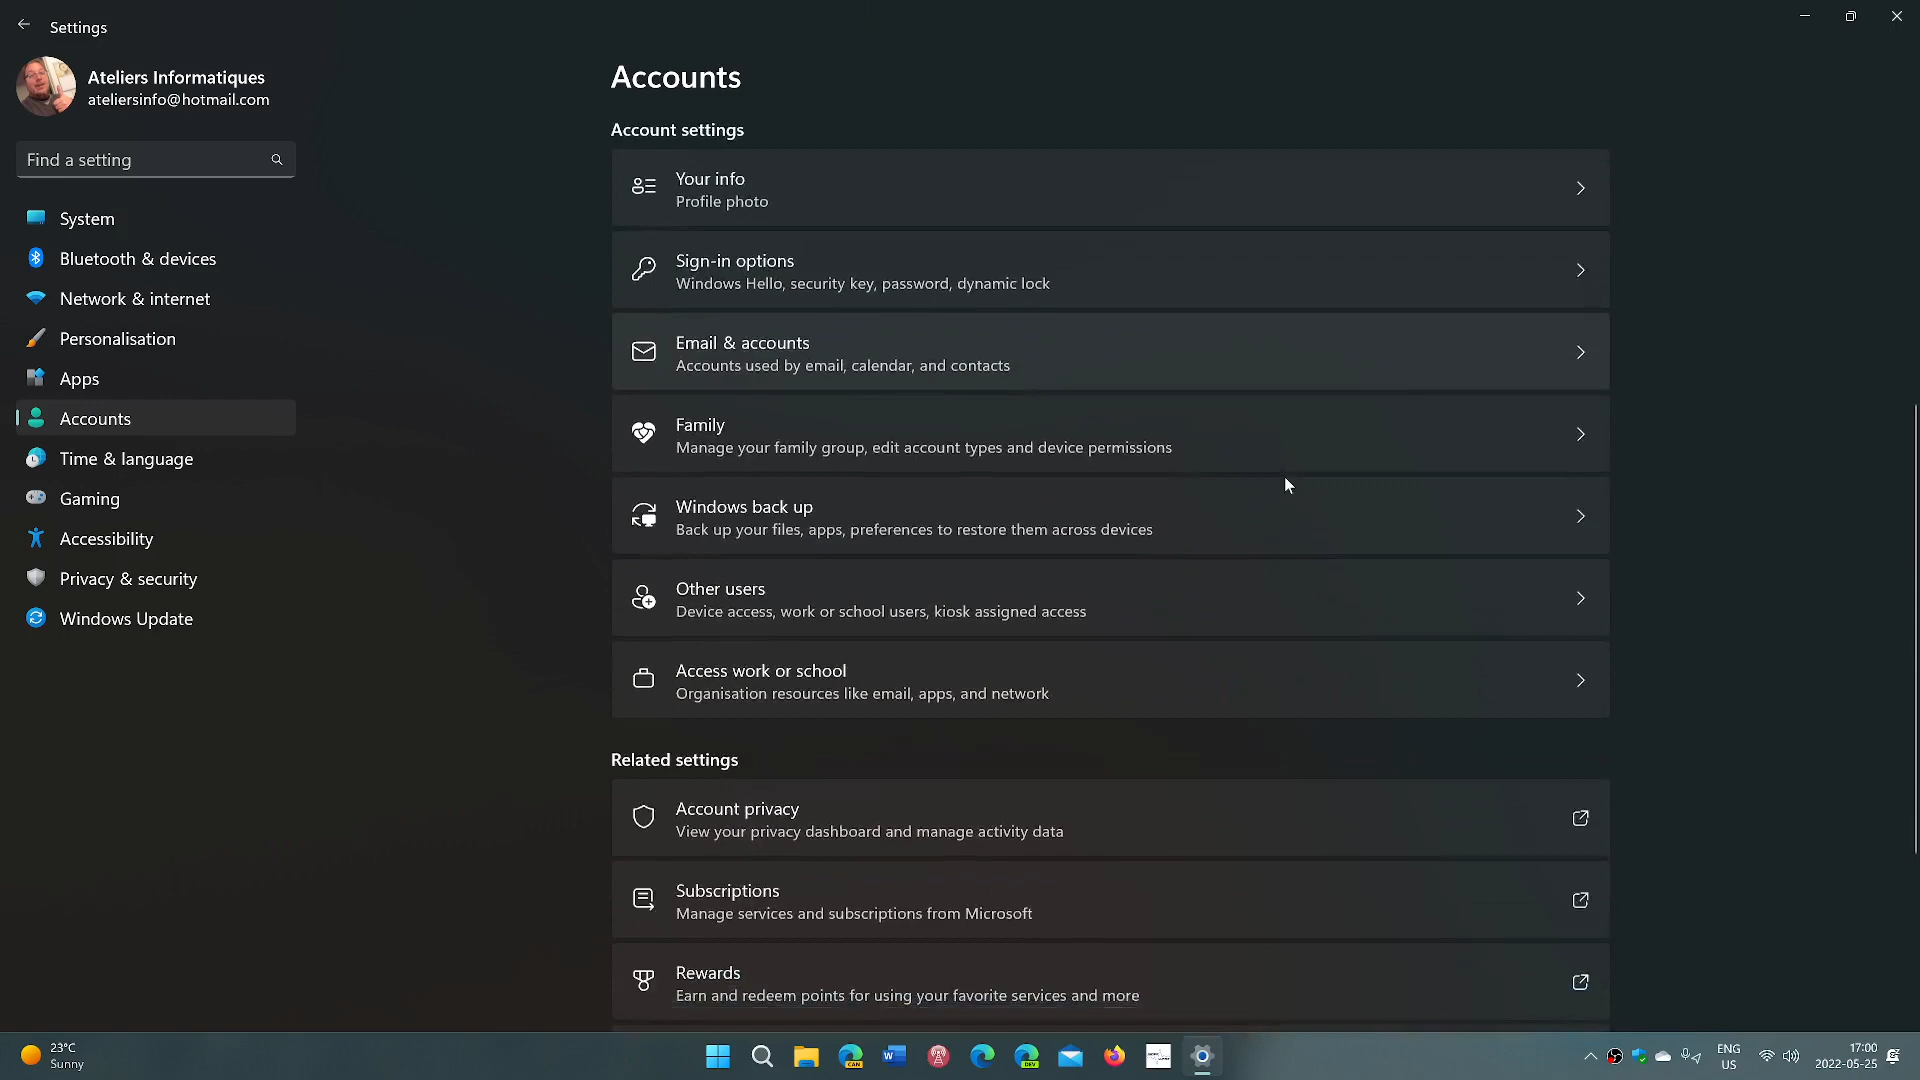 Settings
Ateliers Informatiques
ateliersinfo@hotmail.com
Find a setting
System
Bluetooth & devices
Network & internet
Personalisation
Apps
Accounts
Time & language
Gaming
Accessibility
Privacy & security
Windows Update
Accounts
Account settings
Your info
Profile photo
Sign-in options
Windows Hello, security key, password, dynamic lock
Email & accounts
Accounts used by email, calendar, and contacts
Family
Manage your family group, edit account types and device permissions
Windows back up
Back up your files, apps, preferences to restore them across devices
Other users
Device access, work or school users, kiosk assigned access
Access work or school
Organisation resources like email, apps, and network
Related settings
Account privacy
View your privacy dashboard and manage activity data
Subscriptions
Manage services and subscriptions from Microsoft
Rewards
Earn and redeem points for using your favorite services and more
23°C
Sunny
CAN
W
DEV
ENG
US
17:00
2022-05-25